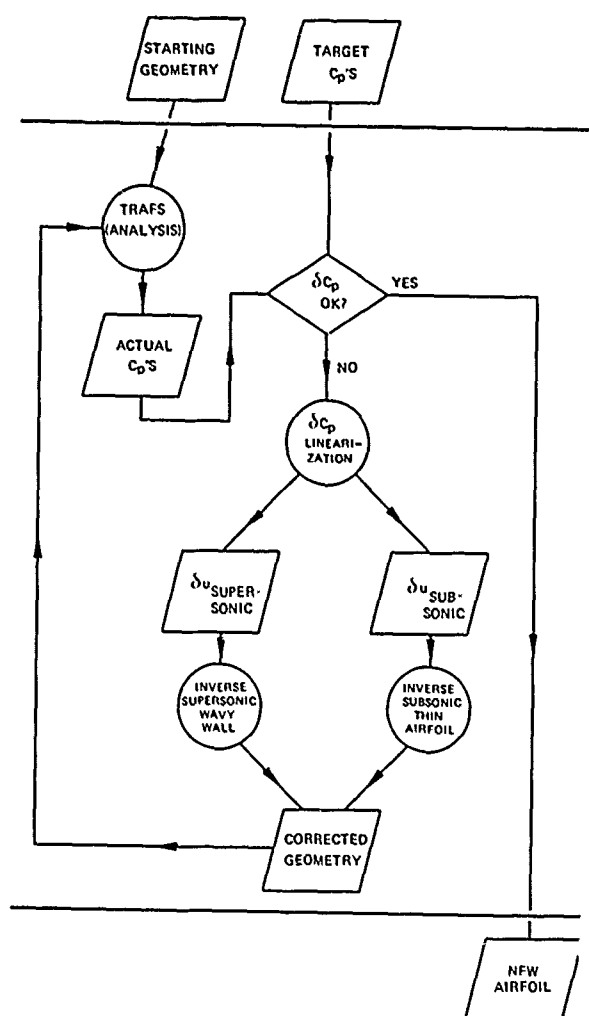 STARTING
GEOMETRY
TARGET
Cp'S
TRAFS
(ANALYSIS)
ACTUAL
Cp'S
δCp
OK?
YES
NO
δCp
LINEARI-
ZATION
δuSUPER-
SONIC
δuSUB-
SONIC
INVERSE
SUPERSONIC
WAVY
WALL
INVERSE
SUBSONIC
THIN
AIRFOIL
CORRECTED
GEOMETRY
NEW
AIRFOIL